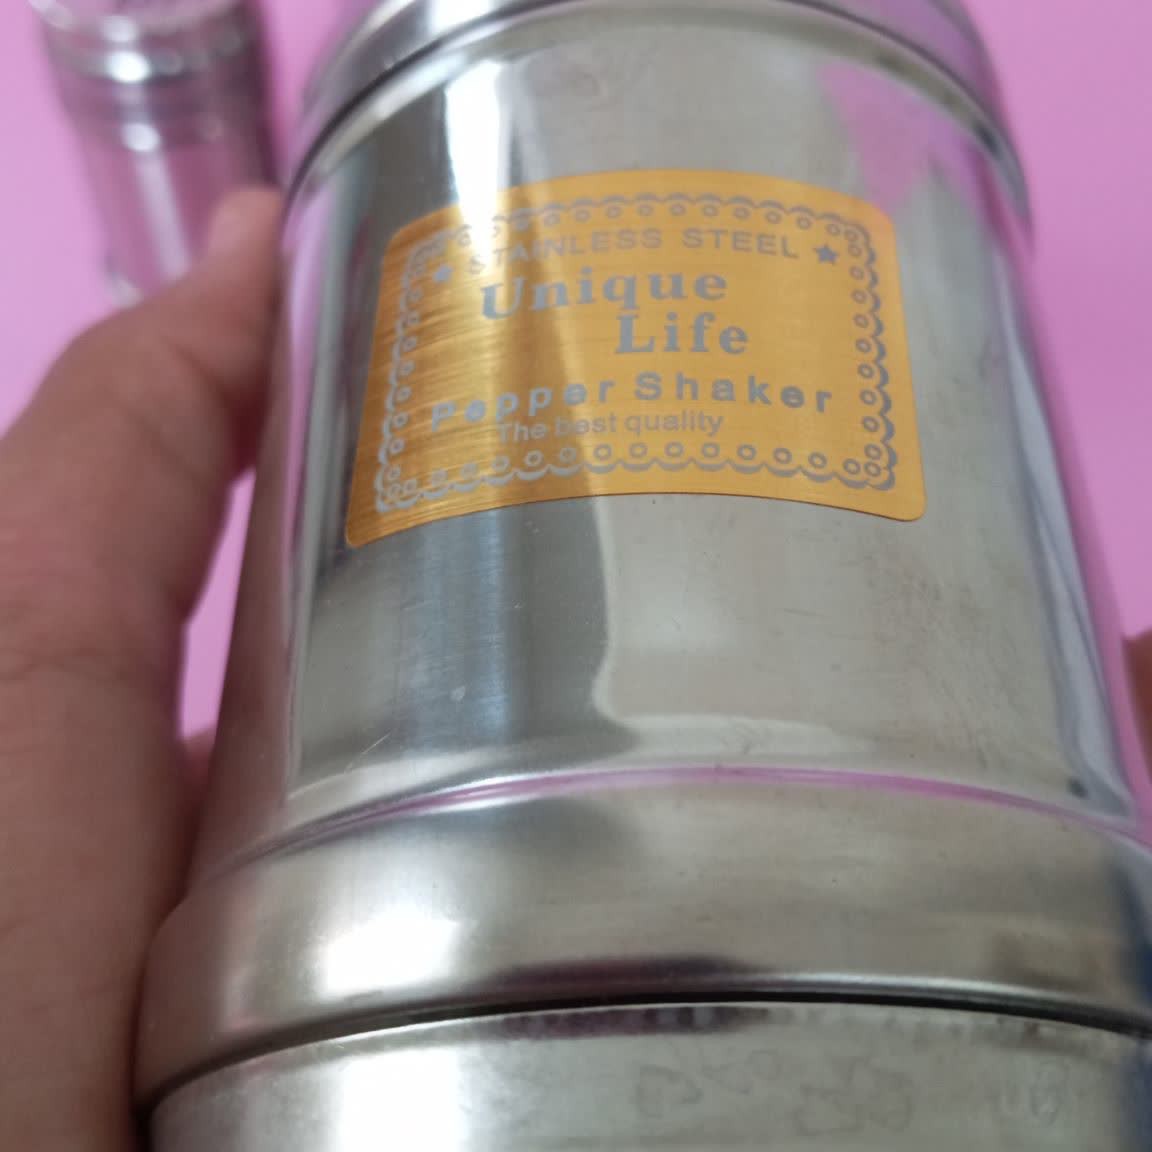 STAINLESS STEEL
Unique
Life
Pepper Shaker
The best quality